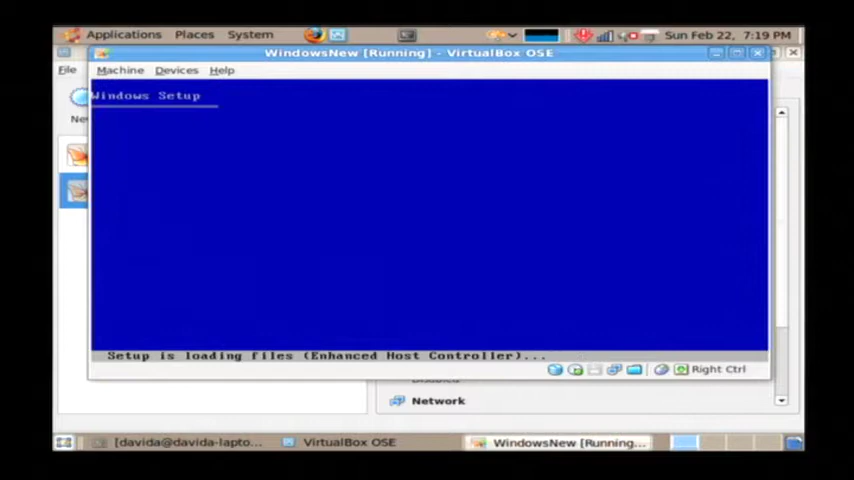 Applications Places System Sun Feb 22, 7:19 PM
WindowsNew [Running] - VirtualBox OSE
File
Machine Devices Help
Windows Setup
Setup is loading files (Enhanced Host Controller)...
Right Ctrl
Network
[davida@davida-lapto... VirtualBox OSE WindowsNew [Running...